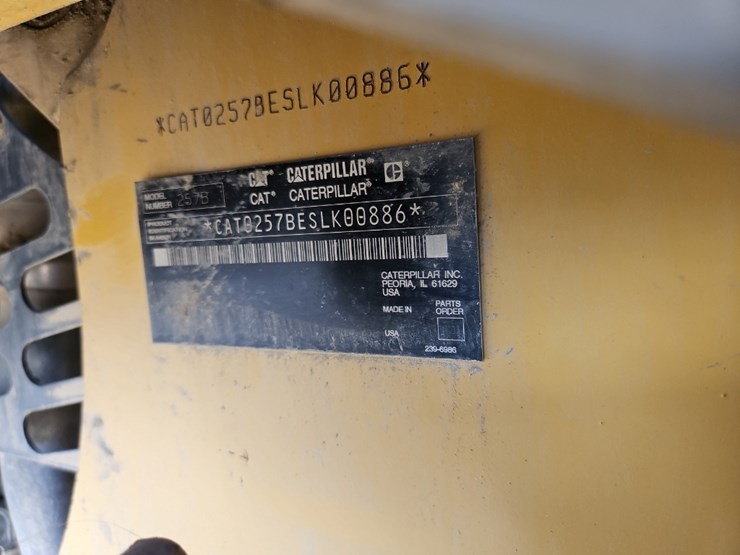 *CAT0257BESLK00886*
CAT® CATERPILLAR®
CAT® CATERPILLAR®
MODEL
NUMBER 257B
PRODUCT
*CAT0257BESLK00886*
CATERPILLAR INC.
PEORIA, IL 61629
USA
MADE IN
USA
PARTS
ORDER
239-6986